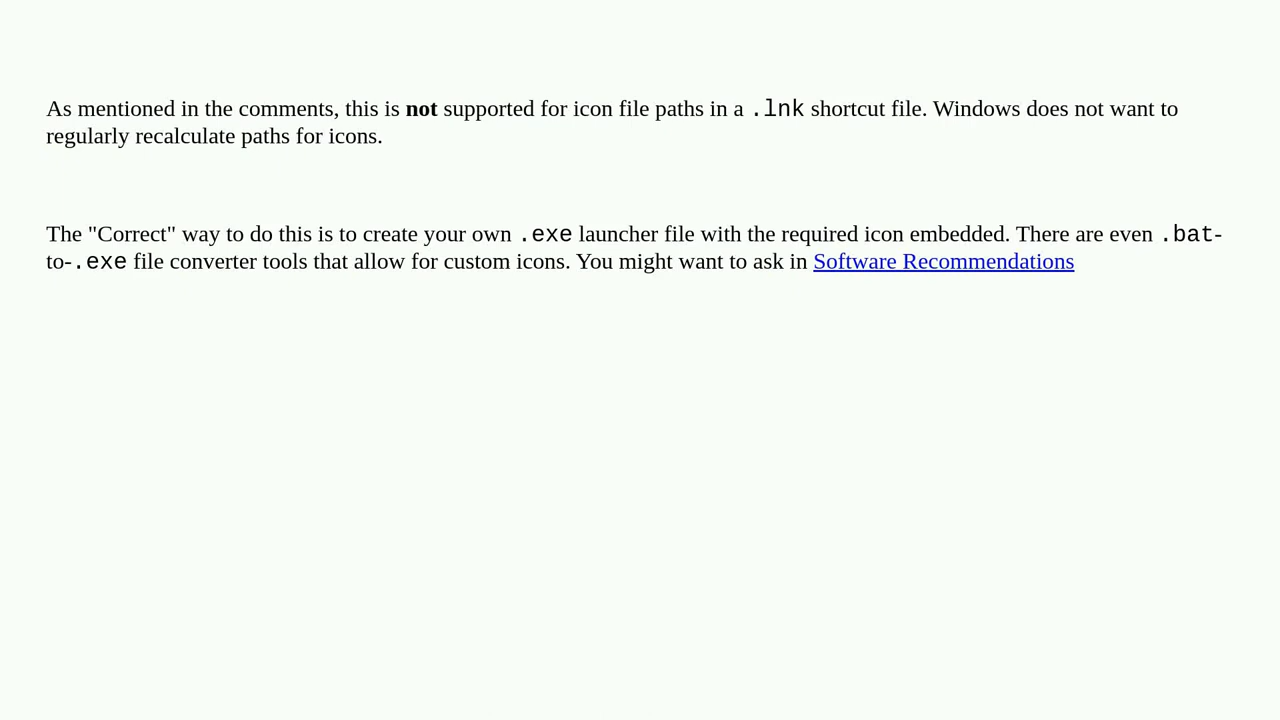 As mentioned in the comments, this is not supported for icon file paths in a .lnk shortcut file. Windows does not want to
regularly recalculate paths for icons.
The "Correct" way to do this is to create your own .exe launcher file with the required icon embedded. There are even .bat-
to-.exe file converter tools that allow for custom icons. You might want to ask in Software Recommendations